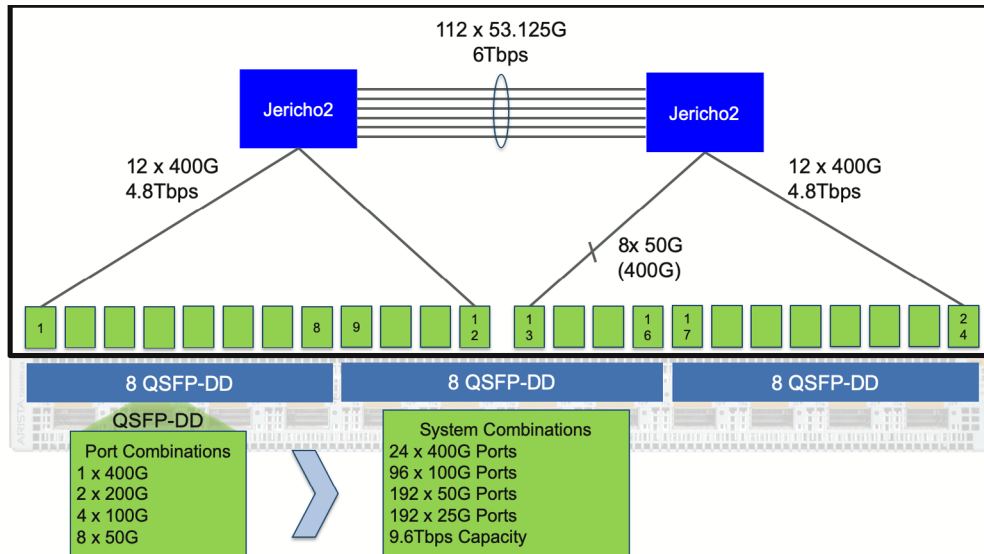 112 x 53.125G
6Tbps
Jericho2
Jericho2
12 x 400G
4.8Tbps
12 x 400G
4.8Tbps
8x 50G
(400G)
1
8
9
1
2
1
3
1
6
1
7
2
4
8 QSFP-DD
8 QSFP-DD
8 QSFP-DD
ARISTA
QSFP-DD
Port Combinations
1 x 400G
2 x 200G
4 x 100G
8 x 50G
System Combinations
24 x 400G Ports
96 x 100G Ports
192 x 50G Ports
192 x 25G Ports
9.6Tbps Capacity